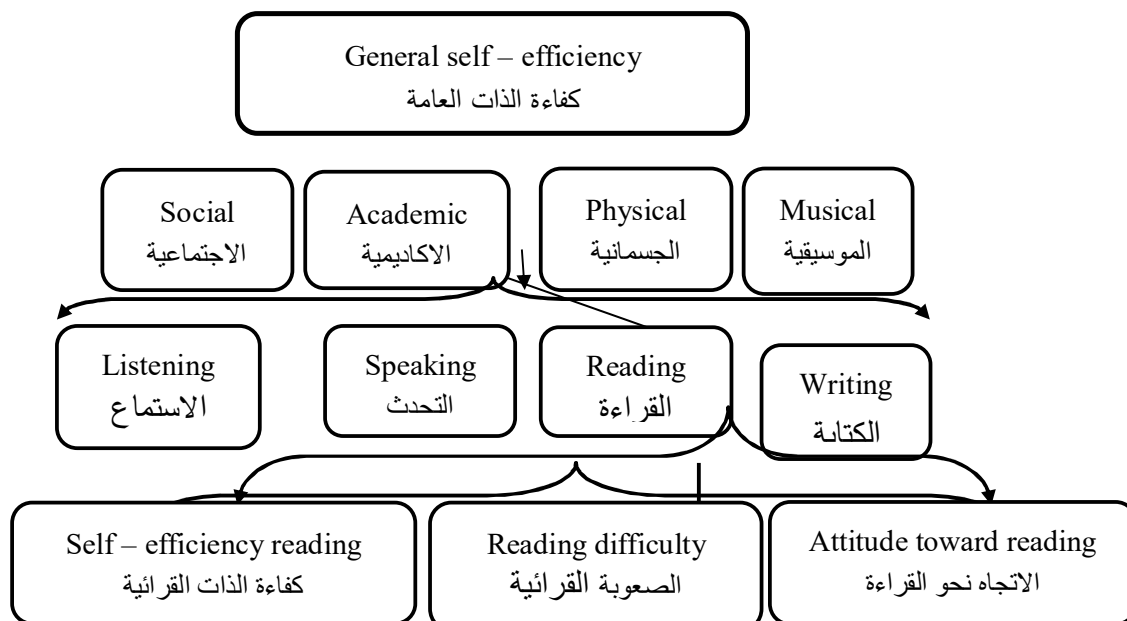 General self – efficiency
كفاءة الذات العامة
Social
الاجتماعية
Academic
الاكاديمية
Physical
الجسمانية
Musical
الموسيقية
Listening
الاستماع
Speaking
التحدث
Reading
القراءة
Writing
الكتابة
Self – efficiency reading
كفاءة الذات القرائية
Reading difficulty
الصعوبة القرائية
Attitude toward reading
الاتجاه نحو القراءة